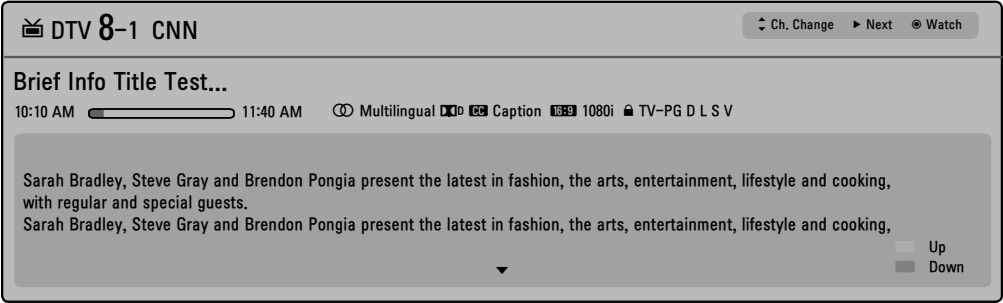 DTV 8-1 CNN
Ch. Change Next Watch
Brief Info Title Test...
10:10 AM 11:40 AM Multilingual DD CC Caption 16:9 1080i TV-PG D L S V
Sarah Bradley, Steve Gray and Brendon Pongia present the latest in fashion, the arts, entertainment, lifestyle and cooking,
with regular and special guests.
Sarah Bradley, Steve Gray and Brendon Pongia present the latest in fashion, the arts, entertainment, lifestyle and cooking,
Up
Down